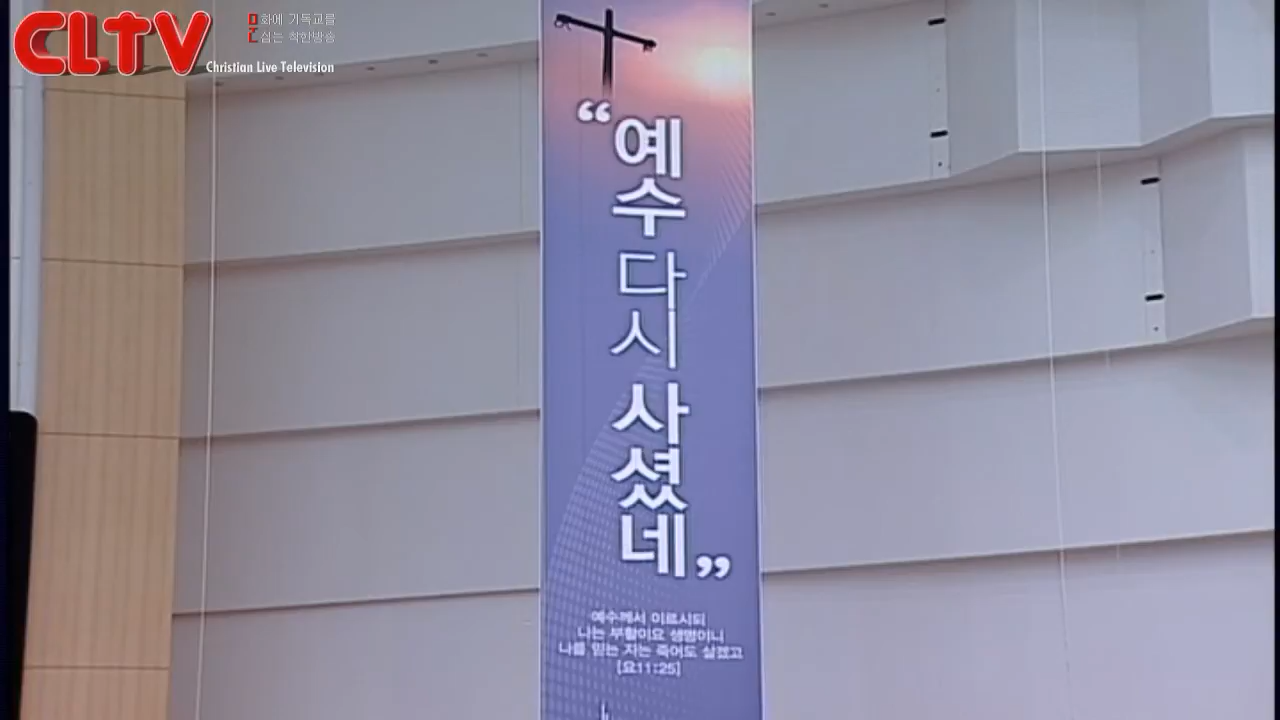 CLTV
문화에 기독교를
심는 착한방송
Christian Live Television
“예수 다시 사셨네”
예수께서 이르시되
나는 부활이요 생명이니
나를 믿는 자는 죽어도 살겠고
[요11:25]